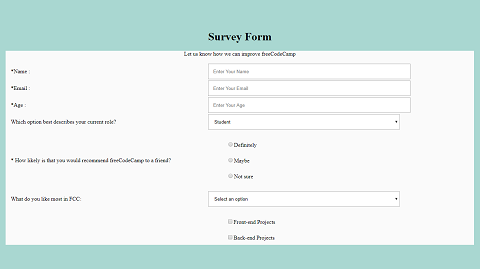 Survey Form
Let us know how we can improve freeCodeCamp
*Name :
Enter Your Name
*Email :
Enter Your Email
*Age :
Enter Your Age
Which option best describes your current role?
Student
* How likely is that you would recommend freeCodeCamp to a friend?
Definitely
Maybe
Not sure
What do you like most in FCC:
Select an option
Front-end Projects
Back-end Projects